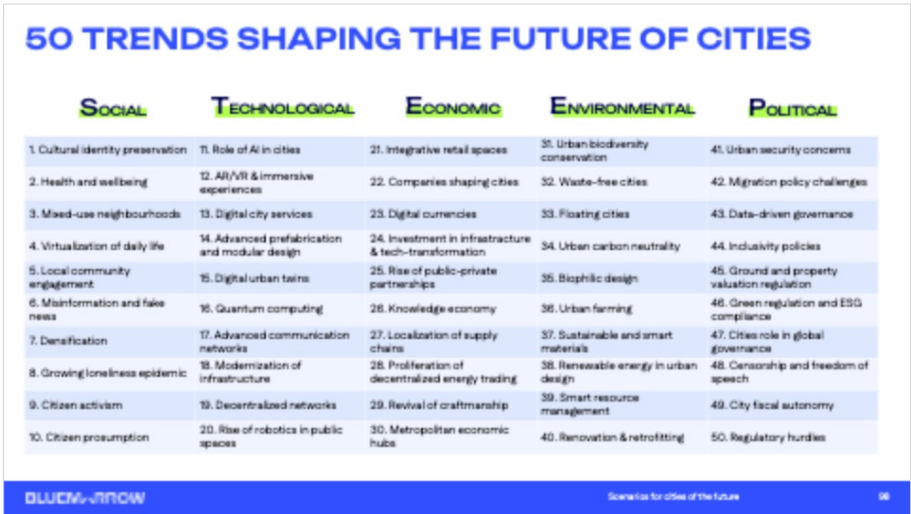 50 TRENDS SHAPING THE FUTURE OF CITIES
SOCIAL
TECHNOLOGICAL
ECONOMIC
ENVIRONMENTAL
POLITICAL
1. Cultural identity preservation
11. Role of AI in cities
21. Integrative retail spaces
31. Urban biodiversity
conservation
41. Urban security concerns
2. Health and wellbeing
12. AR/VR & immersive
experiences
22. Companies shaping cities
32. Waste-free cities
42. Migration policy challenges
3. Mixed-use neighbourhoods
13. Digital city services
23. Digital currencies
33. Floating cities
43. Data-driven governance
4. Virtualization of daily life
14. Advanced prefabrication
and modular design
24. Investment in infrastructure
& tech-transformation
34. Urban carbon neutrality
44. Inclusivity policies
5. Local community
engagement
15. Digital urban twins
25. Rise of public-private
partnerships
35. Biophilic design
45. Ground and property
valuation regulation
6. Misinformation and fake
news
16. Quantum computing
26. Knowledge economy
36. Urban farming
46. Green regulation and ESG
compliance
7. Densification
17. Advanced communication
networks
27. Localization of supply
chains
37. Sustainable and smart
materials
47. Cities role in global
governance
8. Growing loneliness epidemic
18. Modernization of
infrastructure
28. Proliferation of
decentralized energy trading
38. Renewable energy in urban
design
48. Censorship and freedom of
speech
9. Citizen activism
19. Decentralized networks
29. Revival of craftmanship
39. Smart resource
management
49. City fiscal autonomy
10. Citizen prosumption
20. Rise of robotics in public
spaces
30. Metropolitan economic
hubs
40. Renovation & retrofitting
50. Regulatory hurdles
Scenarios for cities of the future